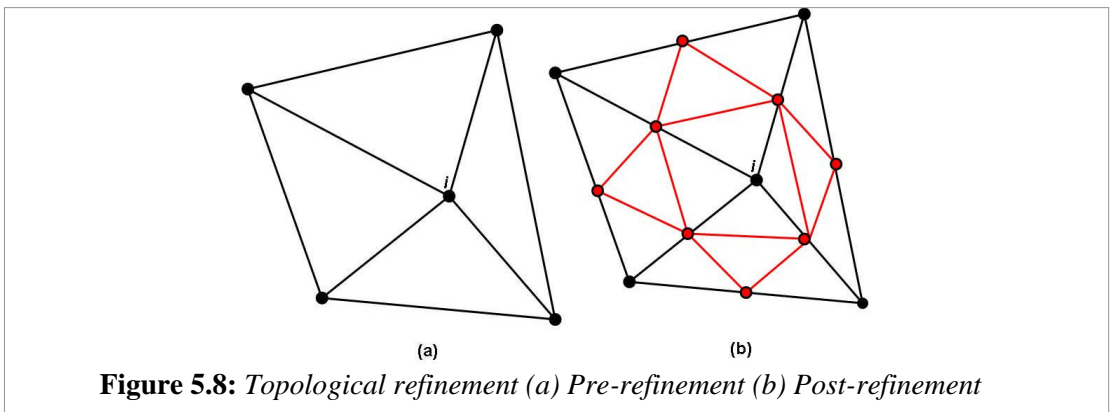 i
i
(a)
(b)
Figure 5.8: Topological refinement (a) Pre-refinement (b) Post-refinement